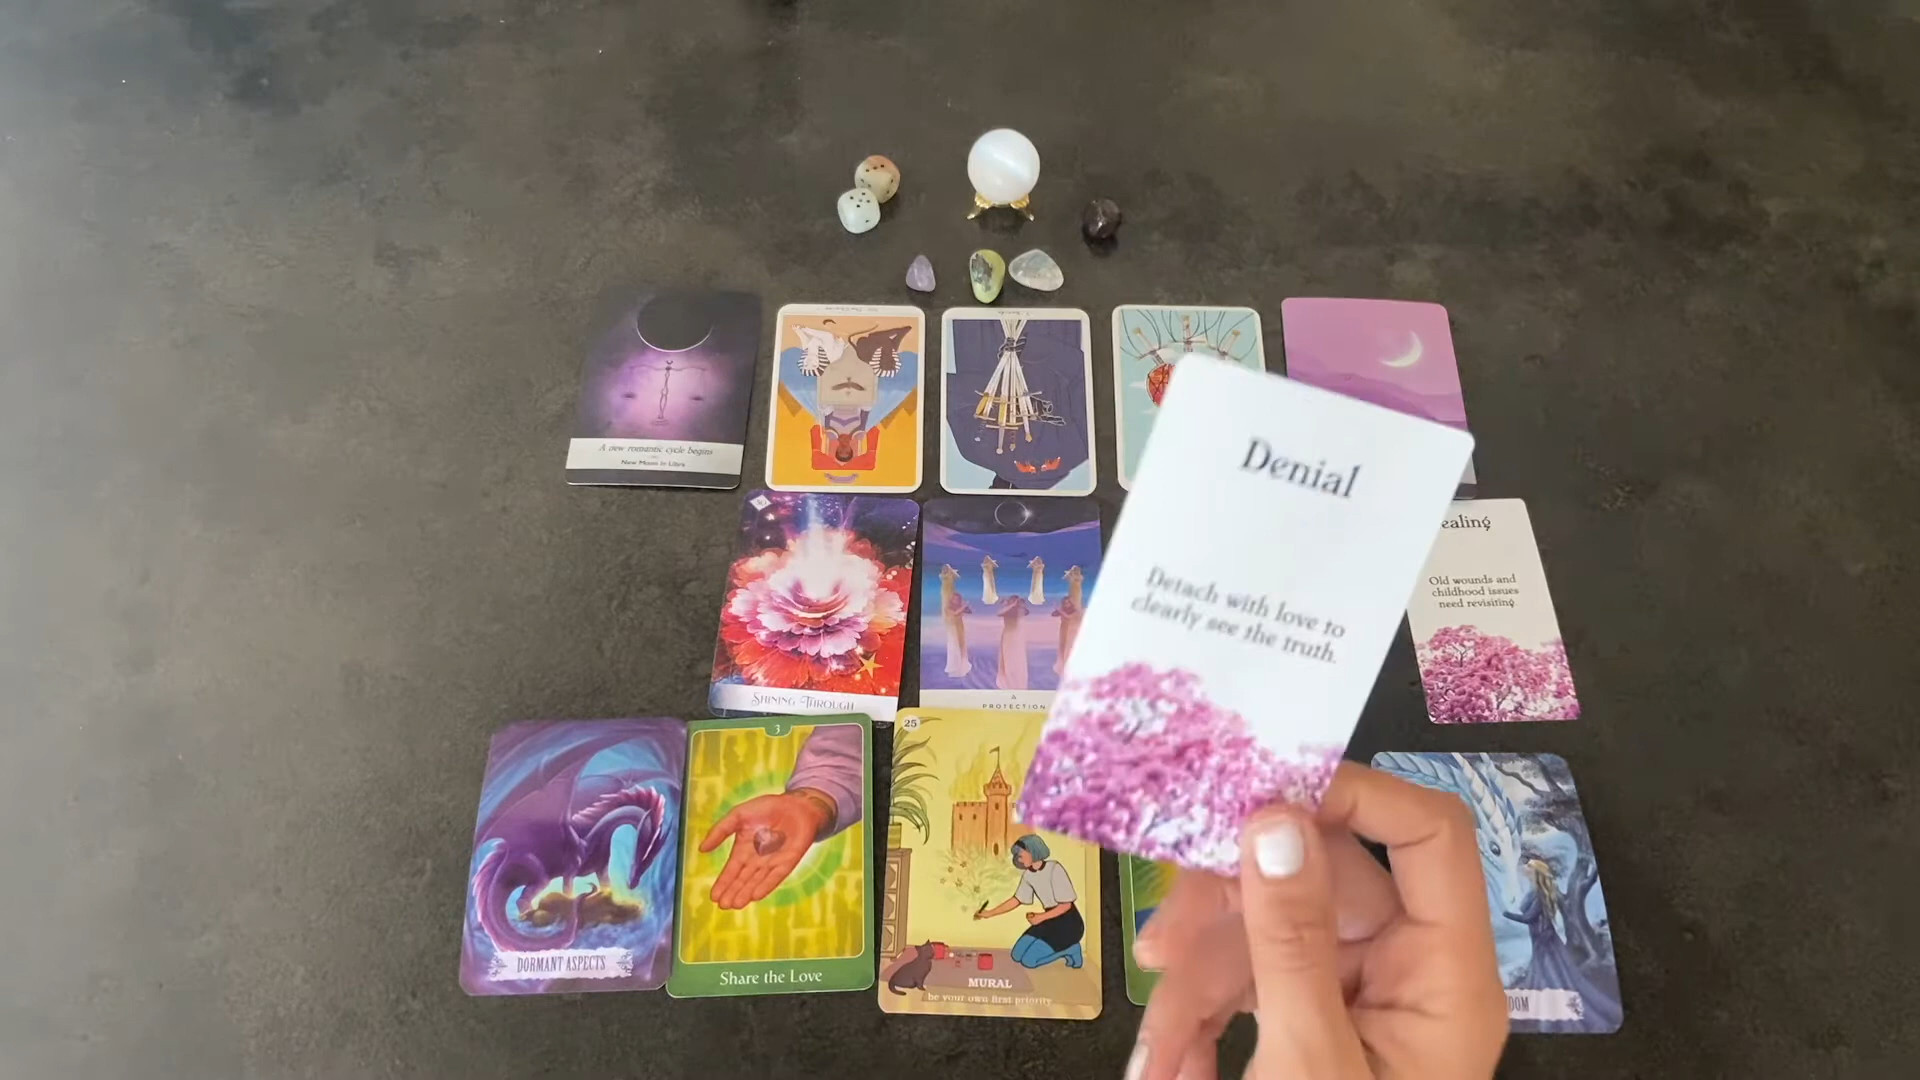 A new romantic cycle begins
New Moon in Libra
Denial
Detach with love to
clearly see the truth.
ealing
Old wounds and
childhood issues
need revisiting
30
SHINING THROUGH
A
PROTECTION
DORMANT ASPECTS
3
Share the Love
25
MURAL
be your own first priority
DOM